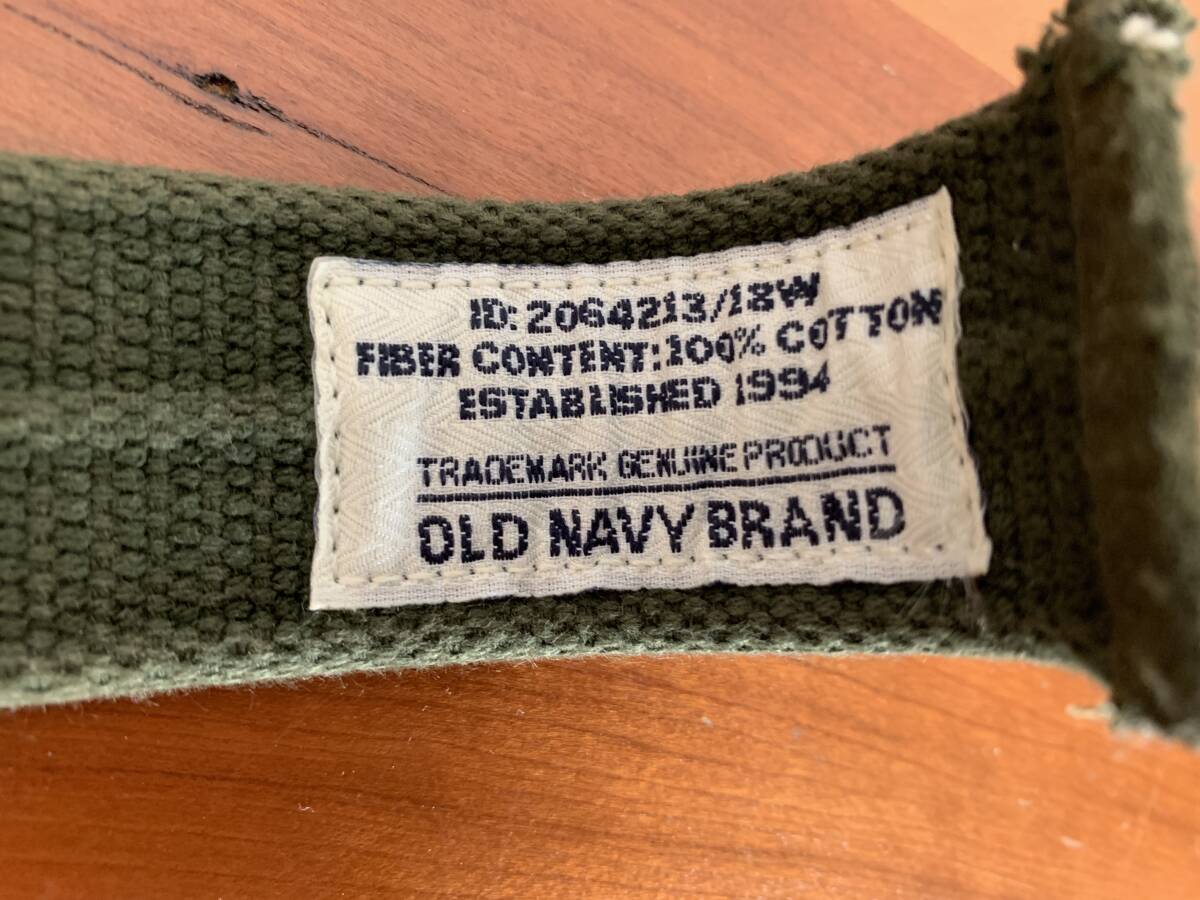 ID: 2064213/18W
FIBER CONTENT: 100% COTTON
ESTABLISHED 1994
TRADEMARK GENUINE PRODUCT
OLD NAVY BRAND